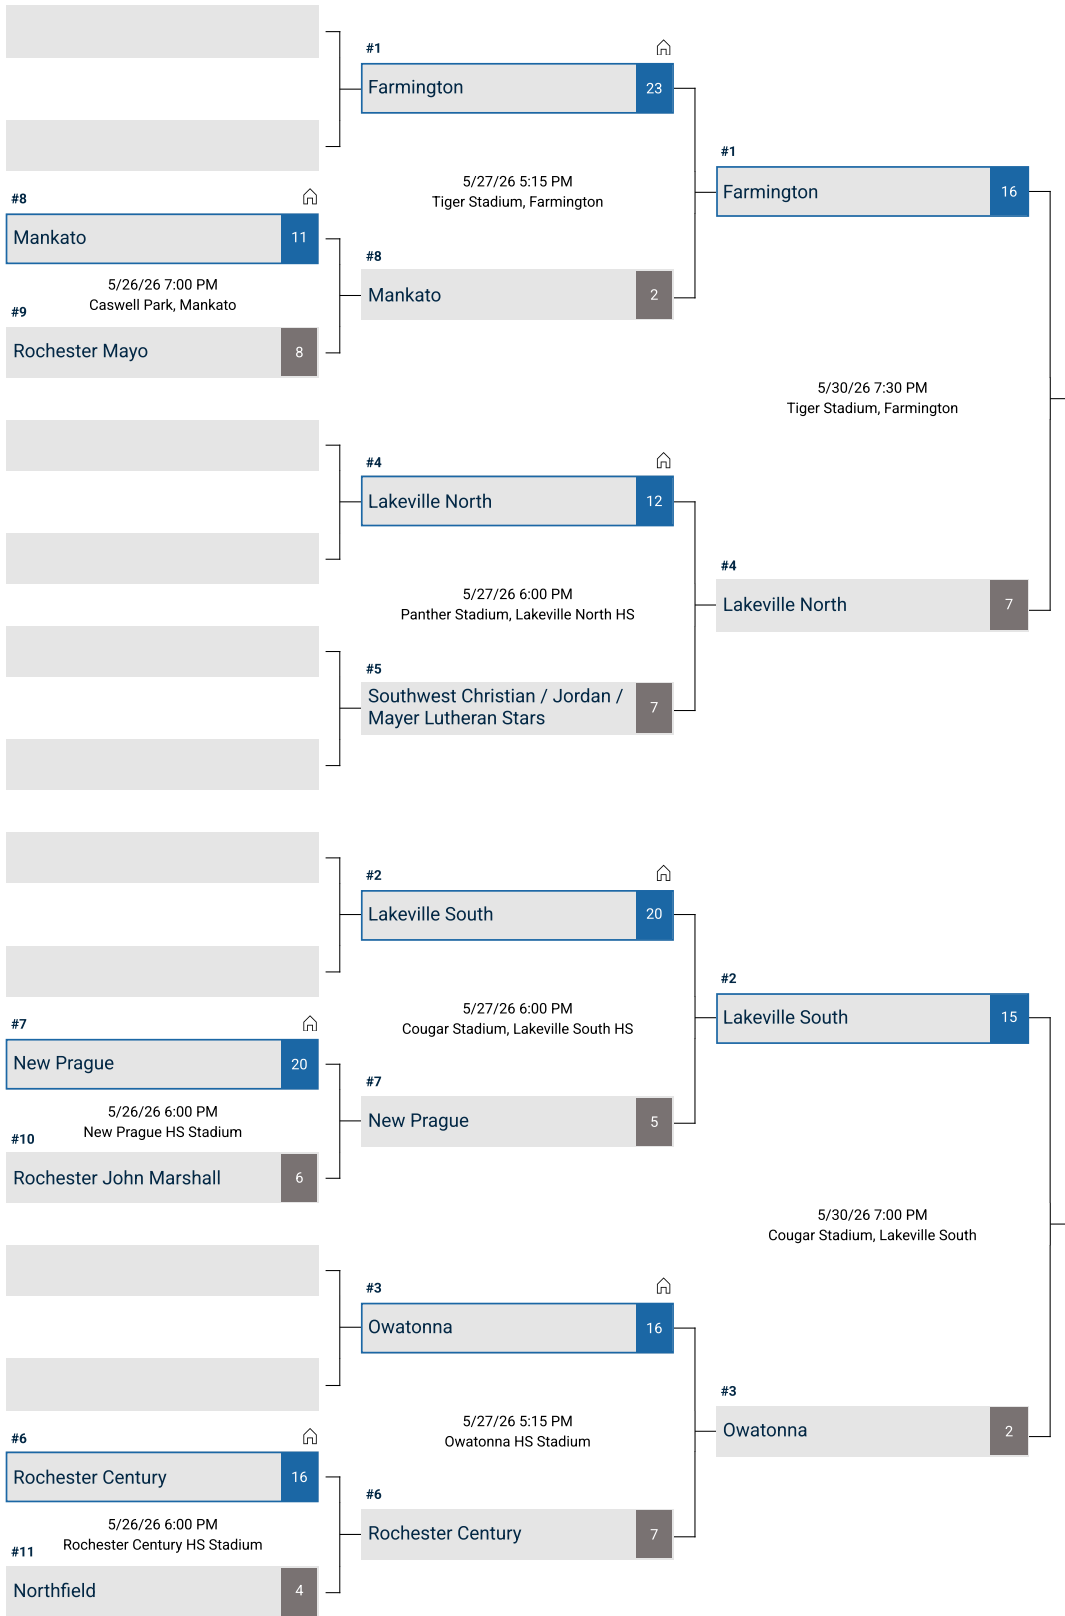 #1
Farmington
23
5/27/26 5:15 PM
Tiger Stadium, Farmington
#8
Mankato
11
5/26/26 7:00 PM
Caswell Park, Mankato
#9
Rochester Mayo
8
#8
Mankato
2
#1
Farmington
16
5/30/26 7:30 PM
Tiger Stadium, Farmington
#4
Lakeville North
12
5/27/26 6:00 PM
Panther Stadium, Lakeville North HS
#5
Southwest Christian / Jordan /
Mayer Lutheran Stars
7
#4
Lakeville North
7
#2
Lakeville South
20
5/27/26 6:00 PM
Cougar Stadium, Lakeville South HS
#7
New Prague
20
5/26/26 6:00 PM
New Prague HS Stadium
#10
Rochester John Marshall
6
#7
New Prague
5
#2
Lakeville South
15
5/30/26 7:00 PM
Cougar Stadium, Lakeville South
#3
Owatonna
16
5/27/26 5:15 PM
Owatonna HS Stadium
#6
Rochester Century
16
5/26/26 6:00 PM
Rochester Century HS Stadium
#11
Northfield
4
#6
Rochester Century
7
#3
Owatonna
2